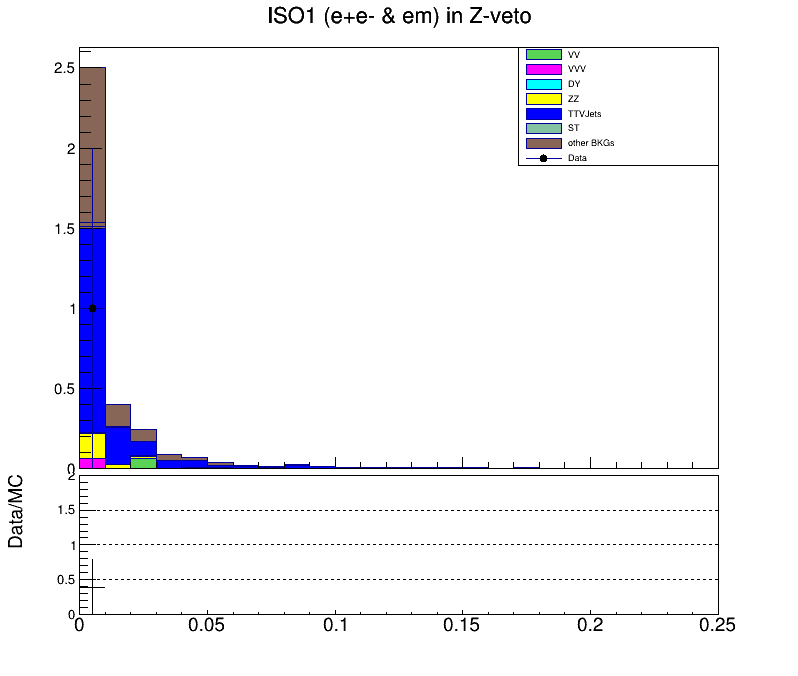 ISO1 (e+e- & em) in Z-veto
2.5
2
1.5
1
0.5
0
VV
VVV
DY
ZZ
TTVJets
ST
other BKGs
Data
Data/MC
2
1.5
1
0.5
0
0 0.05 0.1 0.15 0.2 0.25